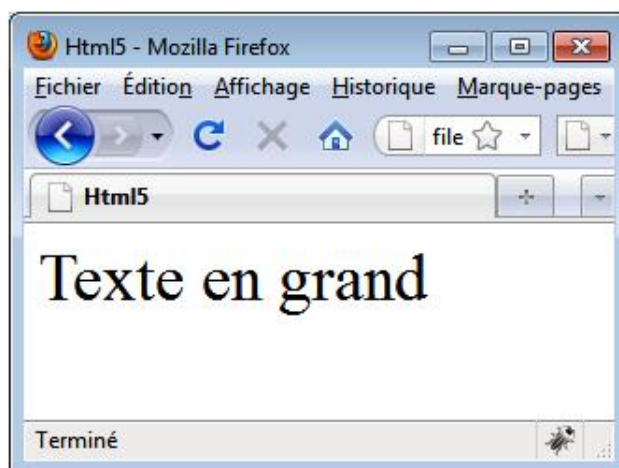 Html5 - Mozilla Firefox
Fichier Édition Affichage Historique Marque-pages
file
Html5
Texte en grand
Terminé